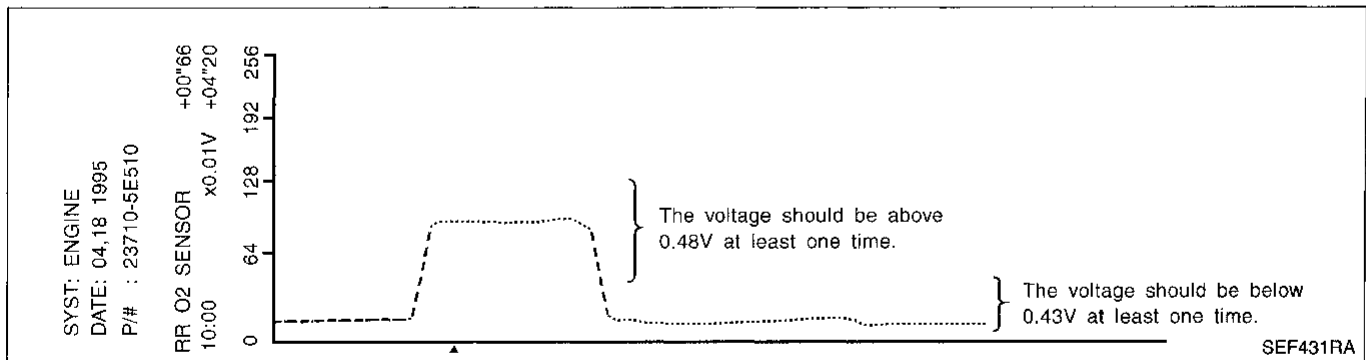 SYST: ENGINE
DATE: 04,18 1995
P/# : 23710-5E510
RR O2 SENSOR +00"66
10:00 x0.01V +04"20
256
192
128
64
0
The voltage should be above
0.48V at least one time.
The voltage should be below
0.43V at least one time.
SEF431RA